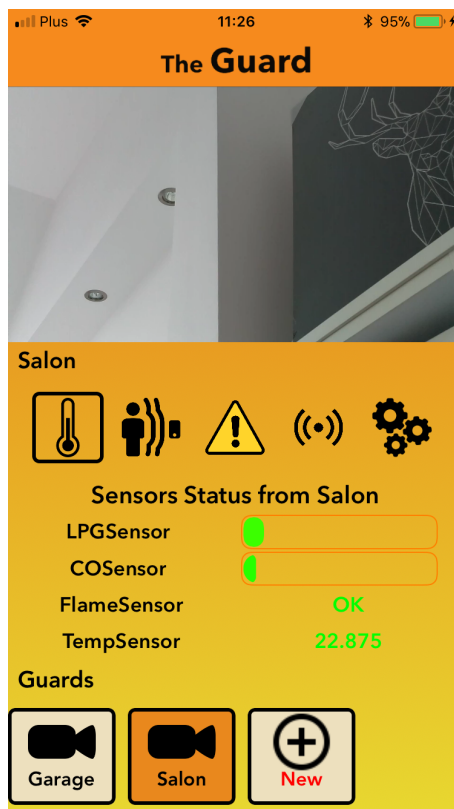 Plus 11:26 95%
The Guard
Salon
Sensors Status from Salon
LPGSensor
COSensor
FlameSensor OK
TempSensor 22.875
Guards
Garage Salon New